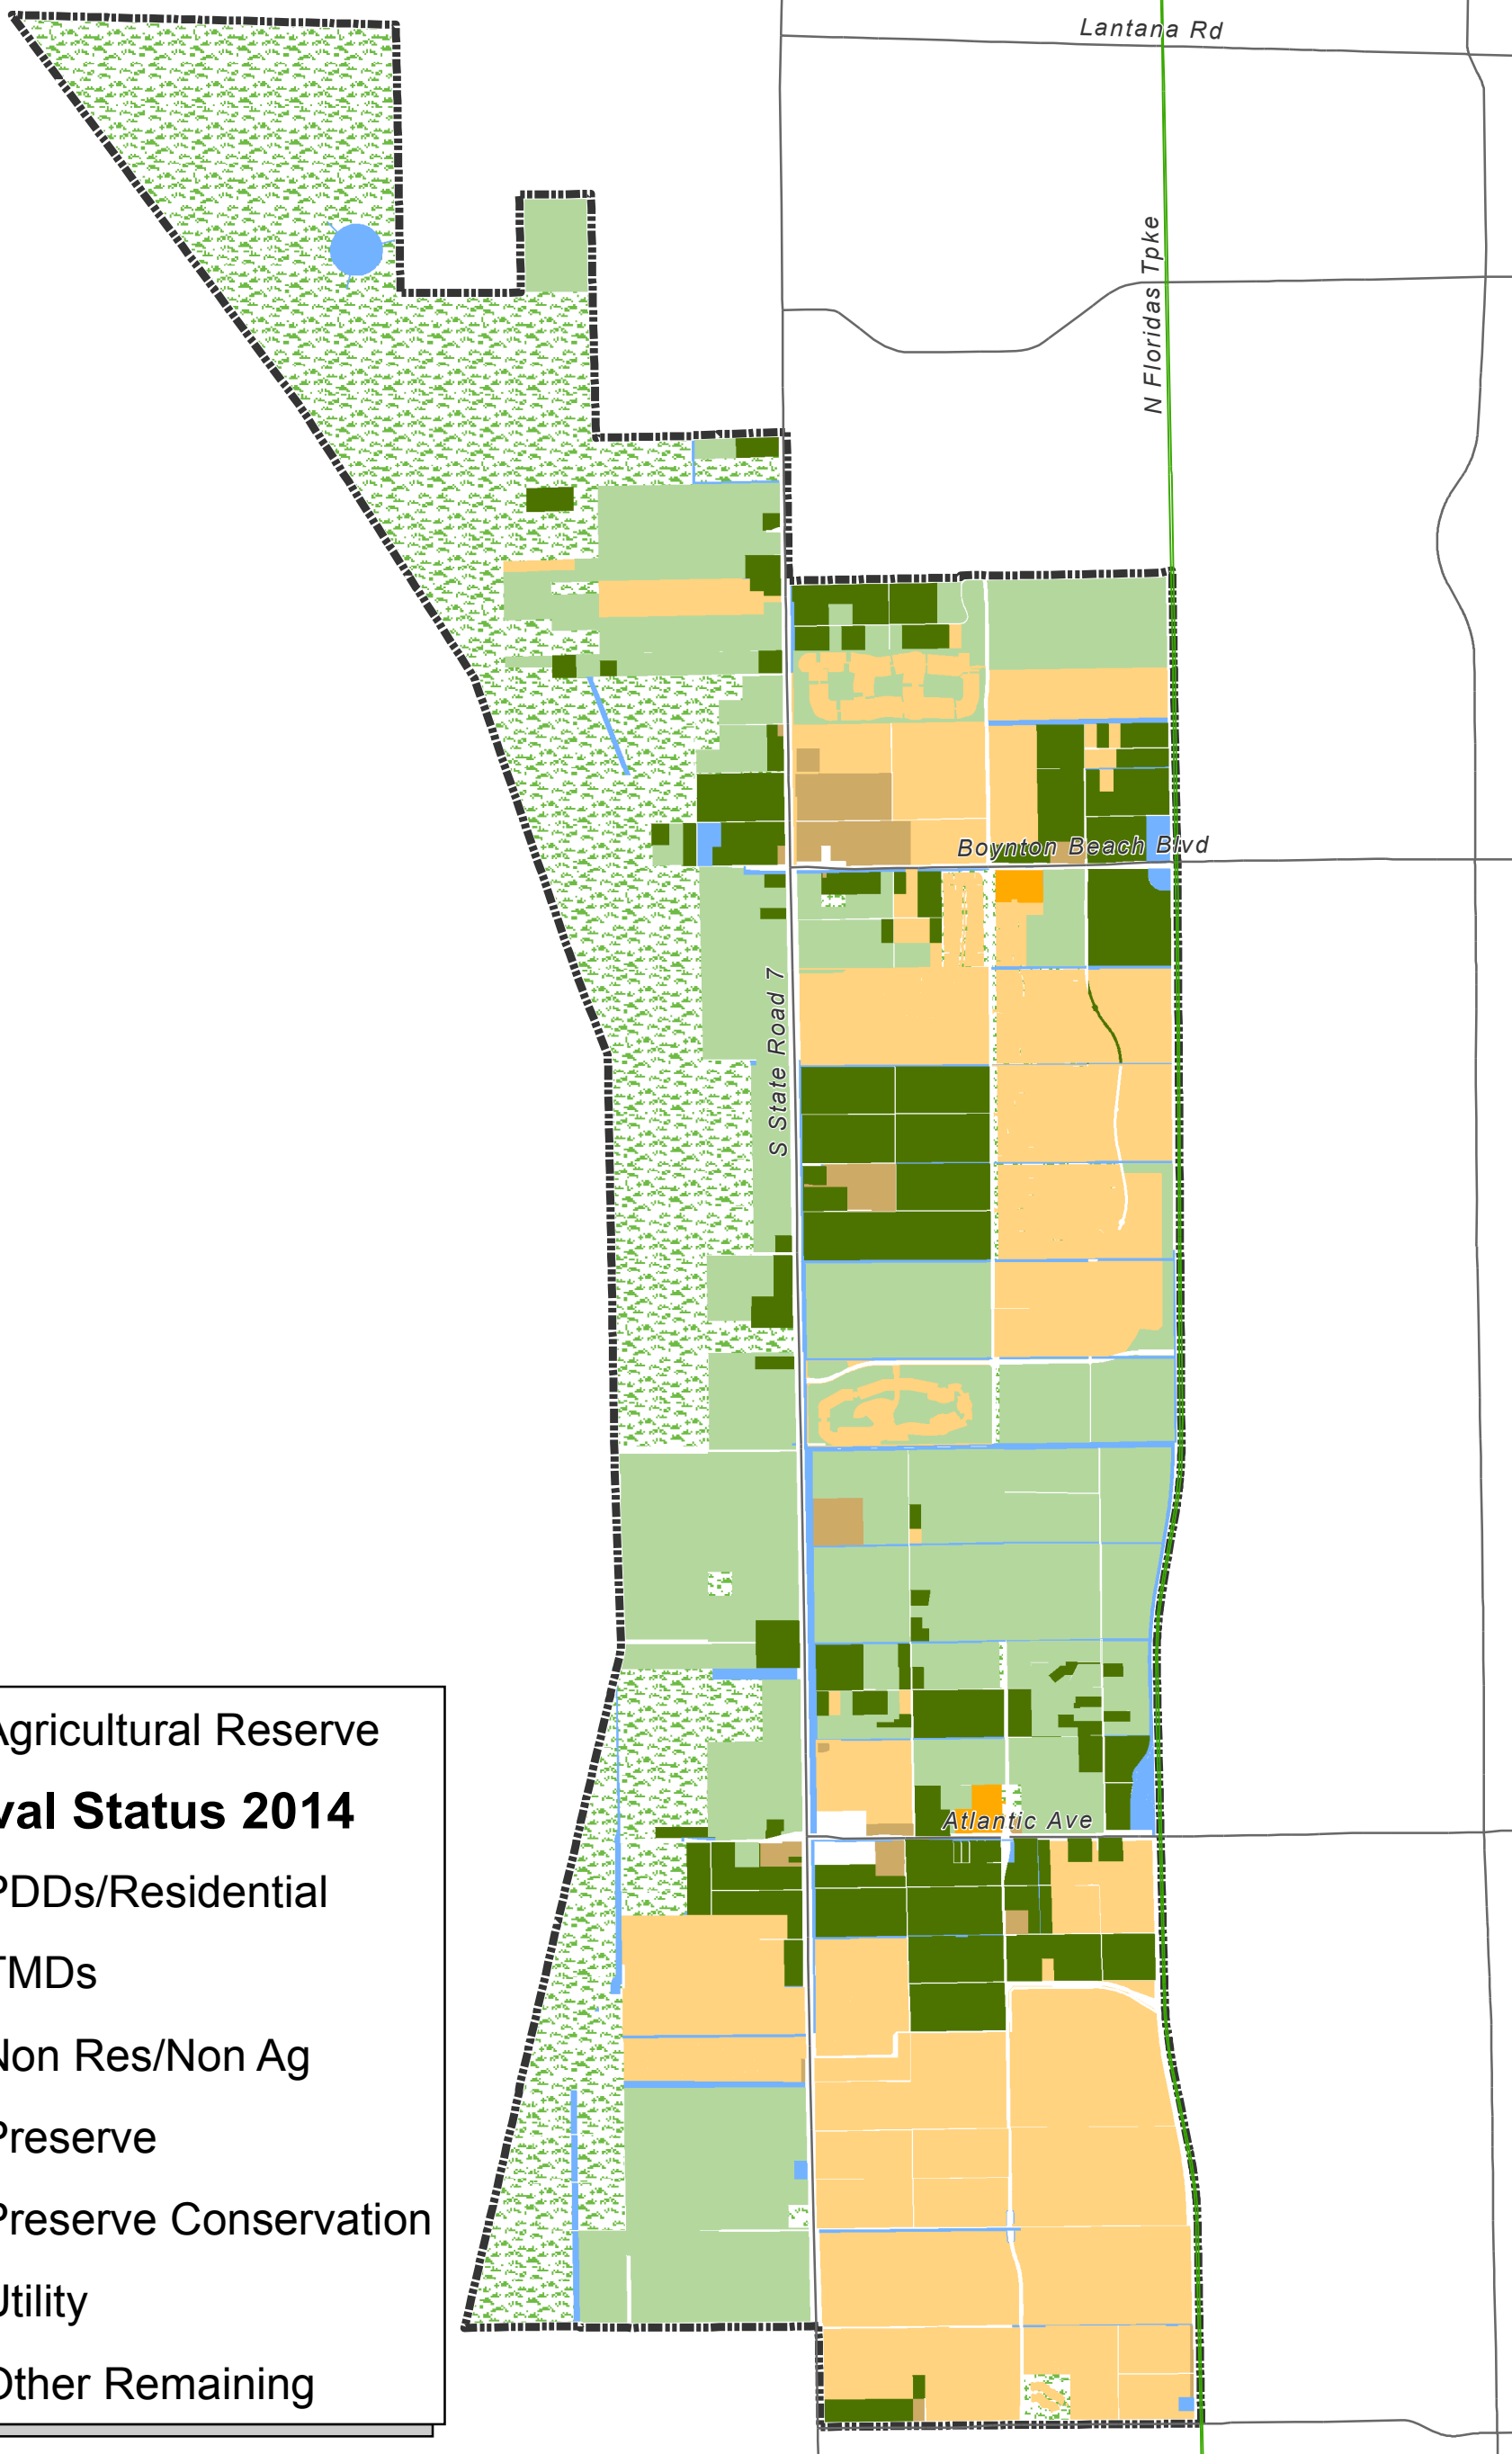 Lantana Rd
N Floridas Tpke
Boynton Beach Blvd
S State Road 7
Atlantic Ave
Agricultural Reserve
val Status 2014
PDDs/Residential
TMDs
Non Res/Non Ag
Preserve
Preserve Conservation
Utility
Other Remaining